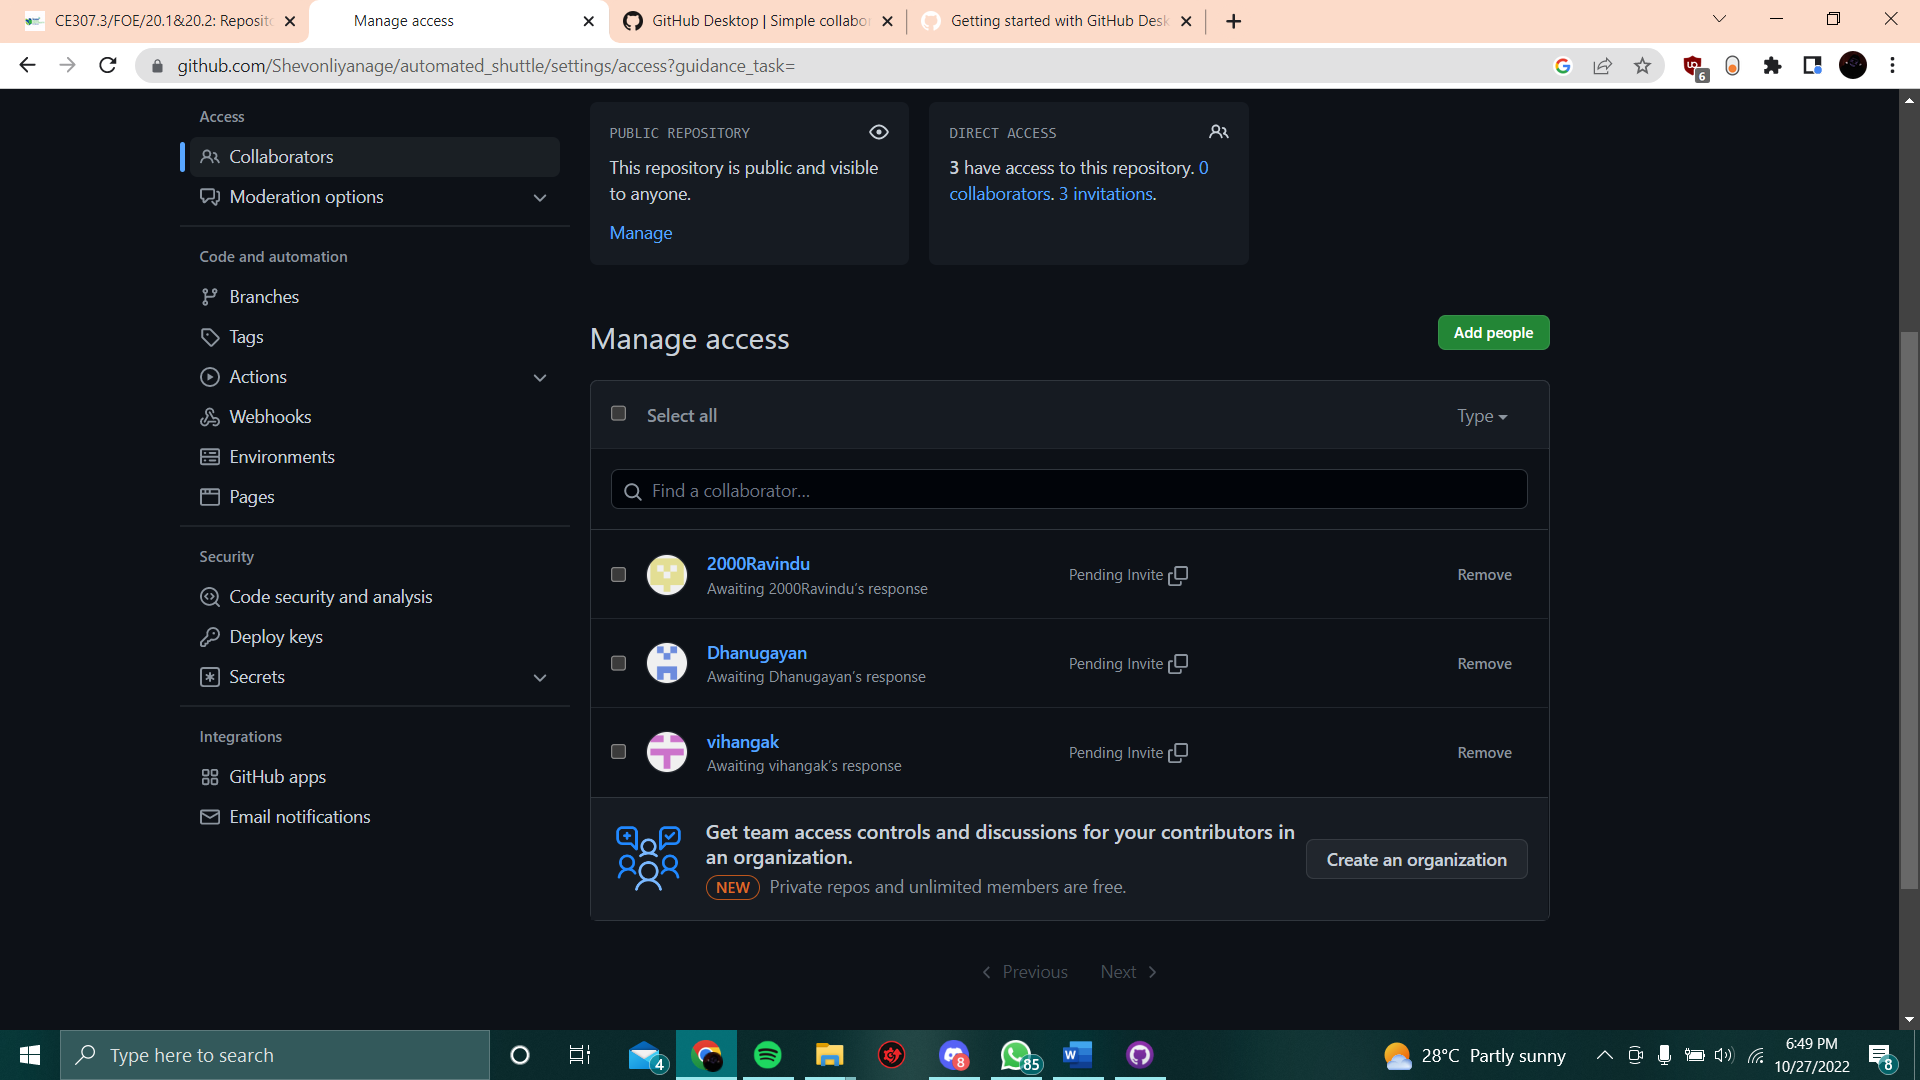 CE307.3/FOE/20.1&20.2: Reposito
Manage access
GitHub Desktop | Simple collabor
Getting started with GitHub Desk
github.com/Shevonliyanage/automated_shuttle/settings/access?guidance_task=
6
Access
Collaborators
Moderation options
Code and automation
Branches
Tags
Actions
Webhooks
Environments
Pages
Security
Code security and analysis
Deploy keys
Secrets
Integrations
GitHub apps
Email notifications
PUBLIC REPOSITORY
This repository is public and visible
to anyone.
Manage
DIRECT ACCESS
3 have access to this repository. 0
collaborators. 3 invitations.
Manage access
Add people
Select all
Type
Find a collaborator...
2000Ravindu
Awaiting 2000Ravindu's response
Pending Invite
Remove
Dhanugayan
Awaiting Dhanugayan's response
Pending Invite
Remove
vihangak
Awaiting vihangak's response
Pending Invite
Remove
Get team access controls and discussions for your contributors in
an organization.
NEW Private repos and unlimited members are free.
Create an organization
Previous
Next
Type here to search
4
8
85
28°C Partly sunny
6:49 PM
10/27/2022
8